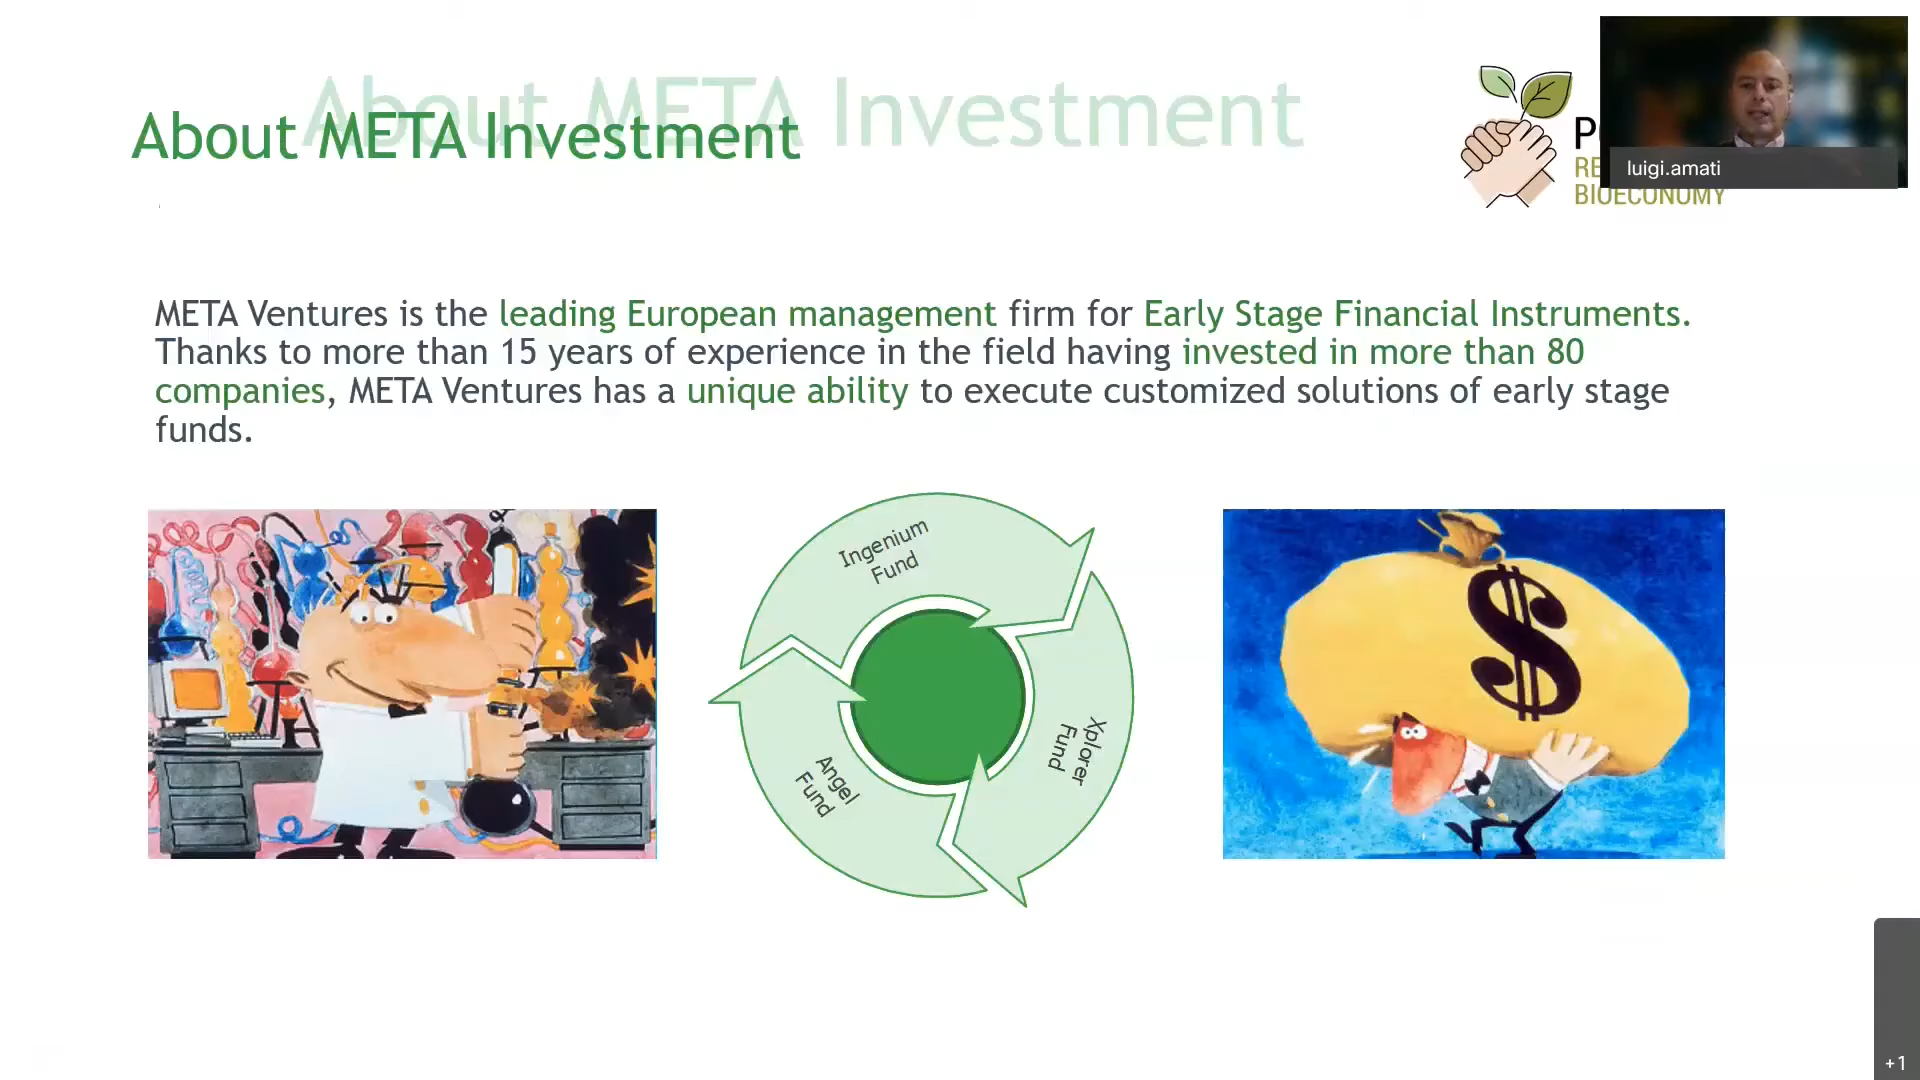 About META Investment
About META Investment
RE
BIOECONOMY
luigi.amati
META Ventures is the leading European management firm for Early Stage Financial Instruments.
Thanks to more than 15 years of experience in the field having invested in more than 80
companies, META Ventures has a unique ability to execute customized solutions of early stage
funds.
Ingenium
Fund
Xplorer
Fund
Angel
Fund
$
+1